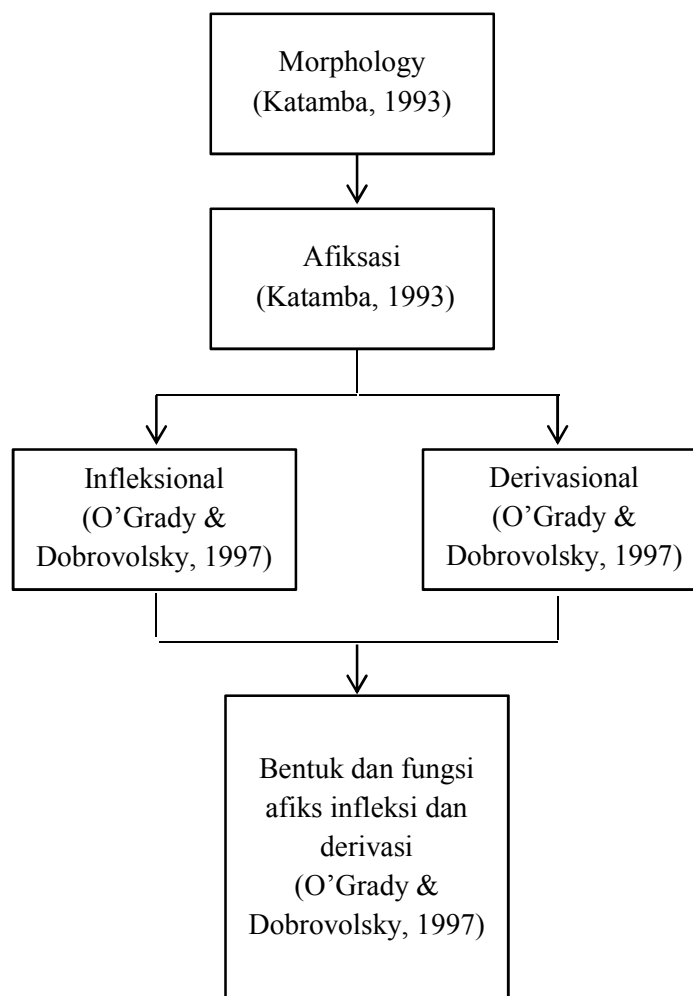 Morphology
(Katamba, 1993)
Afiksasi
(Katamba, 1993)
Infleksional
(O’Grady &
Dobrovolsky, 1997)
Derivasional
(O’Grady &
Dobrovolsky, 1997)
Bentuk dan fungsi
afiks infleksi dan
derivasi
(O’Grady &
Dobrovolsky, 1997)